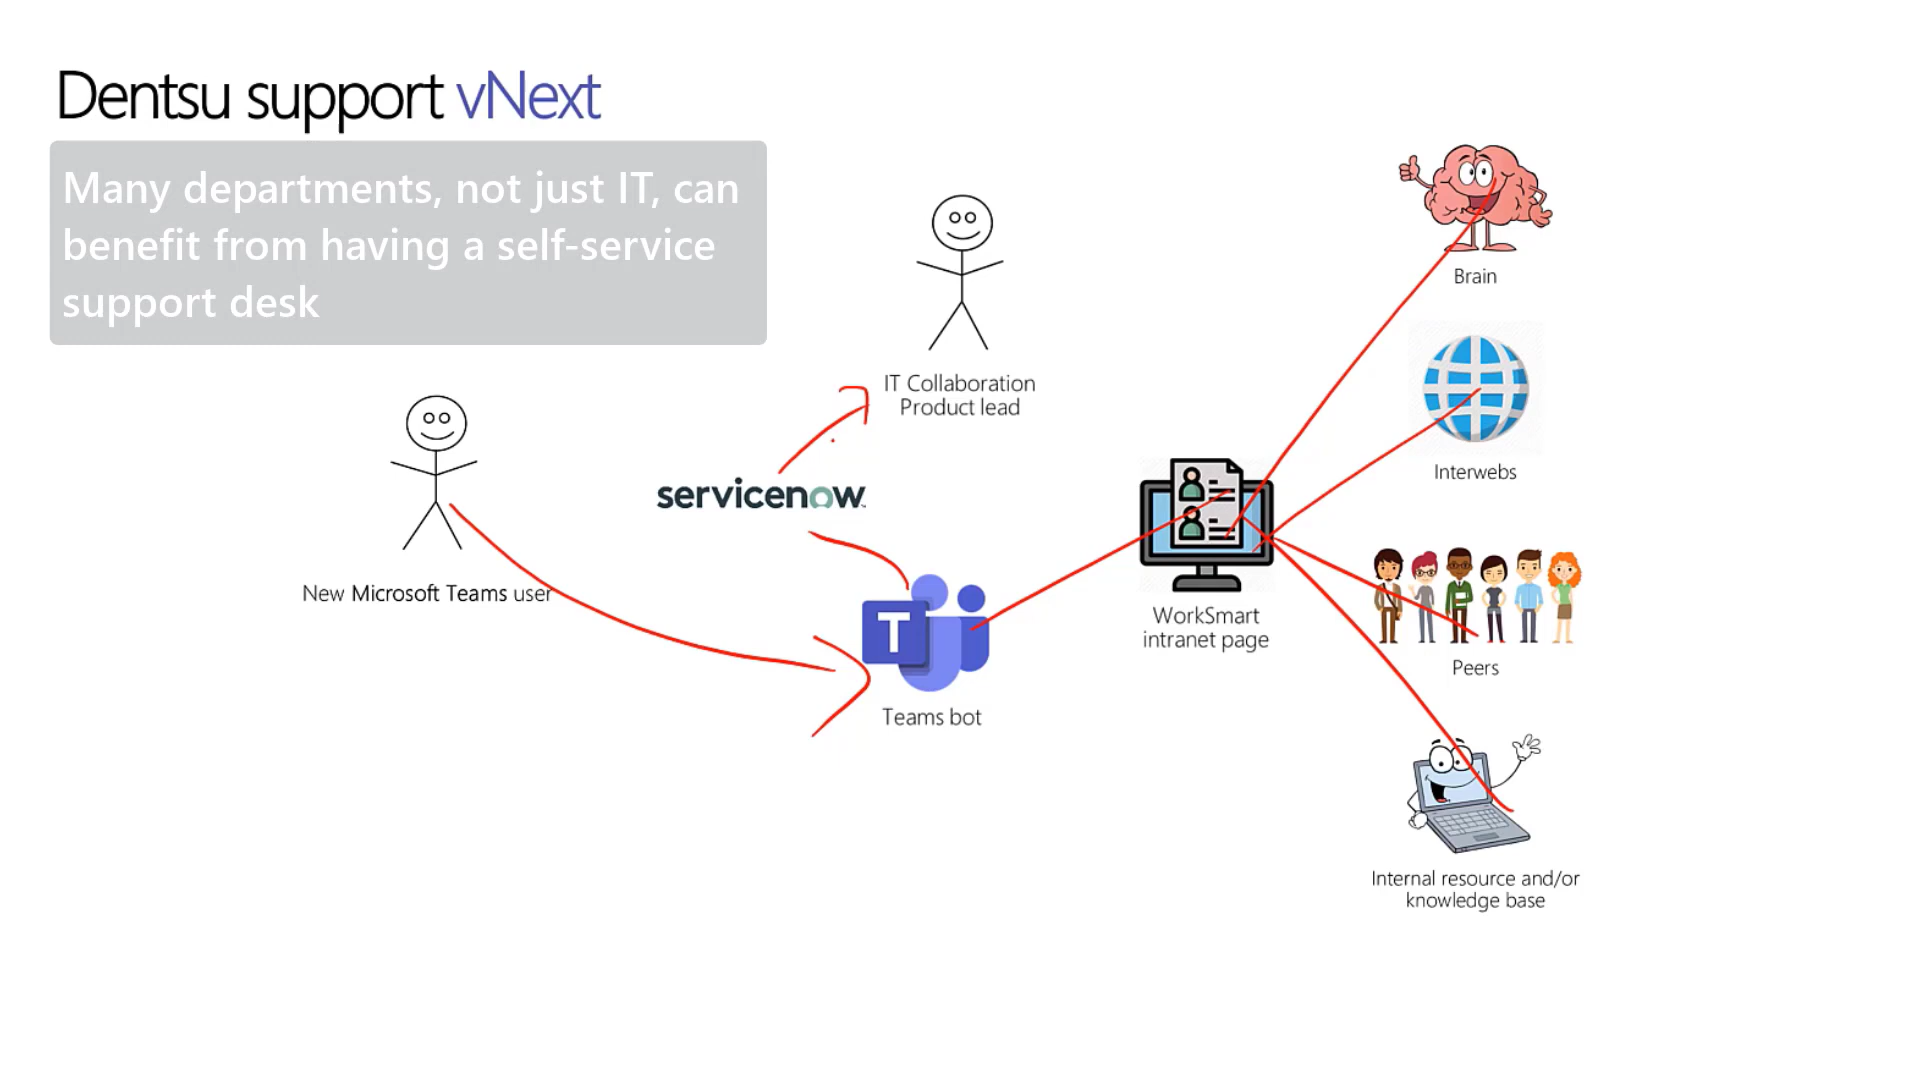 Dentsu support vNext
Many departments, not just IT, can
benefit from having a self-service
support desk
IT Collaboration
Product lead
New Microsoft Teams user
servicenow
T
Teams bot
WorkSmart
intranet page
Brain
Interwebs
Peers
Internal resource and/or
knowledge base